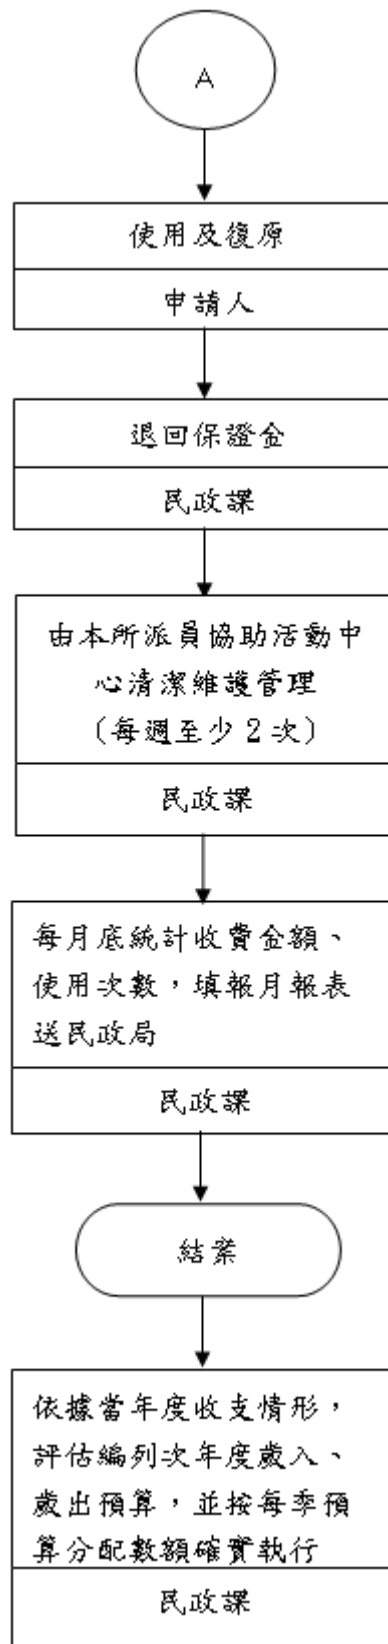 A
使用及復原
申請人
退回保證金
民政課
由本所派員協助活動中
心清潔維護管理
（每週至少2次）
民政課
每月底統計收費金額、
使用次數，填報月報表
送民政局
民政課
結案
依據當年度收支情形，
評估編列次年度歲入、
歲出預算，並按每季預
算分配數額確實執行
民政課